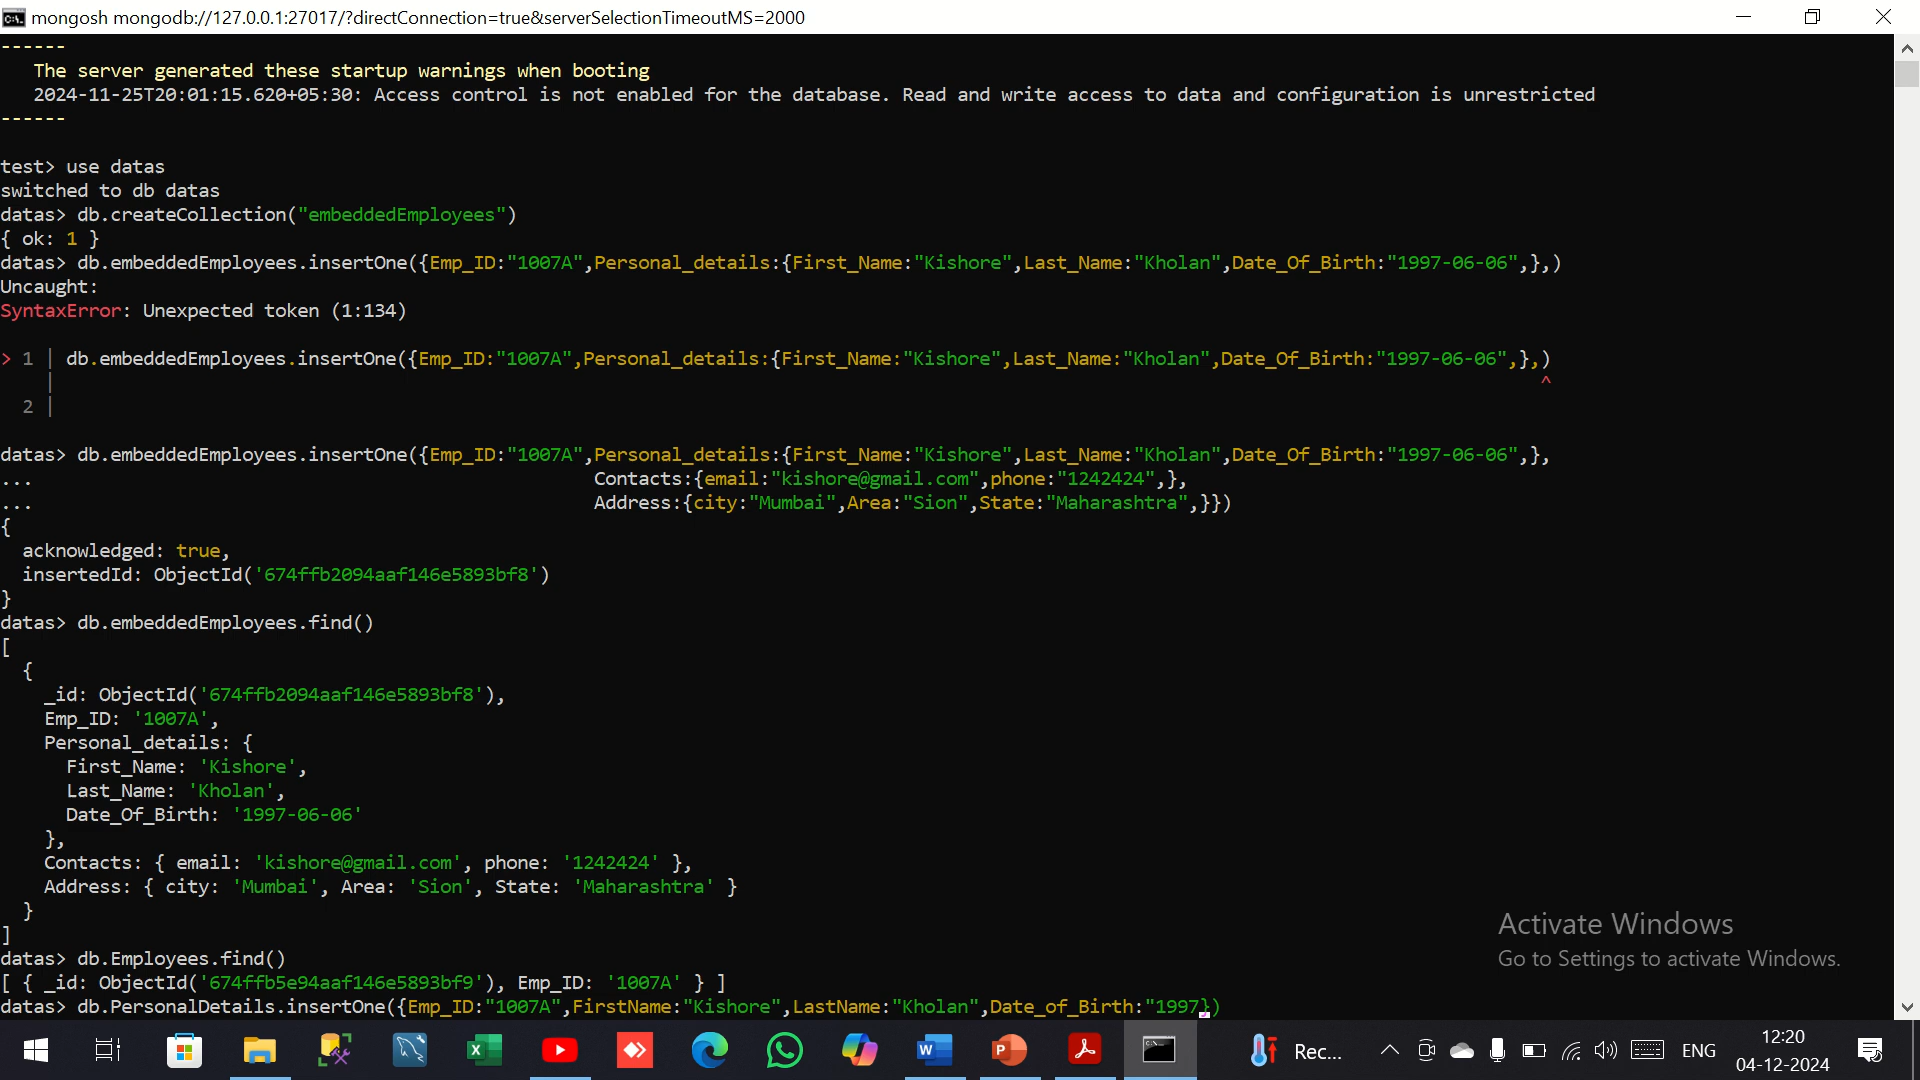 mongosh mongodb://127.0.0.1:27017/?directConnection=true&serverSelectionTimeoutMS=2000
------
   The server generated these startup warnings when booting
   2024-11-25T20:01:15.620+05:30: Access control is not enabled for the database. Read and write access to data and configuration is unrestricted
------
test> use datas
switched to db datas
datas> db.createCollection("embeddedEmployees")
{ ok: 1 }
datas> db.embeddedEmployees.insertOne({Emp_ID:"1007A",Personal_details:{First_Name:"Kishore",Last_Name:"Kholan",Date_Of_Birth:"1997-06-06",},)
Uncaught:
SyntaxError: Unexpected token (1:134)
> 1 | db.embeddedEmployees.insertOne({Emp_ID:"1007A",Personal_details:{First_Name:"Kishore",Last_Name:"Kholan",Date_Of_Birth:"1997-06-06",},)
    |                                                                                                                                       ^
  2 |
datas> db.embeddedEmployees.insertOne({Emp_ID:"1007A",Personal_details:{First_Name:"Kishore",Last_Name:"Kholan",Date_Of_Birth:"1997-06-06",},
...                                                   Contacts:{email:"kishore@gmail.com",phone:"1242424",},
...                                                   Address:{city:"Mumbai",Area:"Sion",State:"Maharashtra",}})
{
  acknowledged: true,
  insertedId: ObjectId('674ffb2094aaf146e5893bf8')
}
datas> db.embeddedEmployees.find()
[
  {
    _id: ObjectId('674ffb2094aaf146e5893bf8'),
    Emp_ID: '1007A',
    Personal_details: {
      First_Name: 'Kishore',
      Last_Name: 'Kholan',
      Date_Of_Birth: '1997-06-06'
    },
    Contacts: { email: 'kishore@gmail.com', phone: '1242424' },
    Address: { city: 'Mumbai', Area: 'Sion', State: 'Maharashtra' }
  }
]
datas> db.Employees.find()
[ { _id: ObjectId('674ffb5e94aaf146e5893bf9'), Emp_ID: '1007A' } ]
datas> db.PersonalDetails.insertOne({Emp_ID:"1007A",FirstName:"Kishore",LastName:"Kholan",Date_of_Birth:"1997})
Activate Windows
Go to Settings to activate Windows.
Rec...
ENG
12:20
04-12-2024